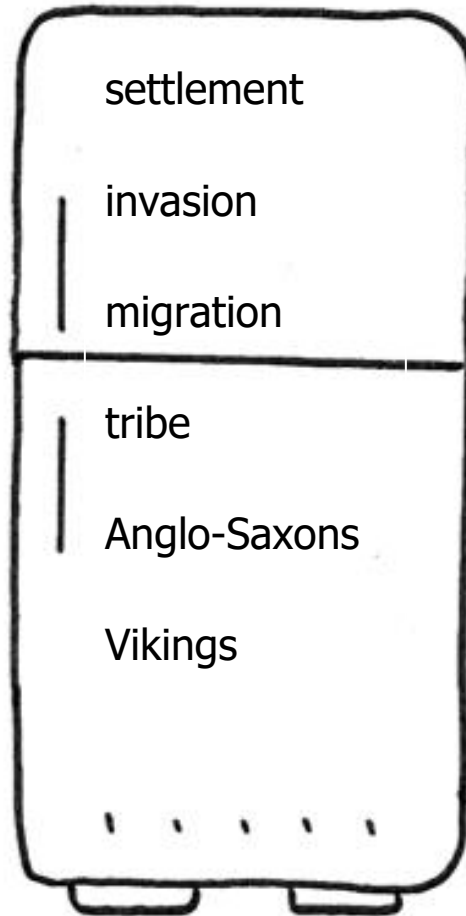 settlement
invasion
migration
tribe
Anglo-Saxons
Vikings